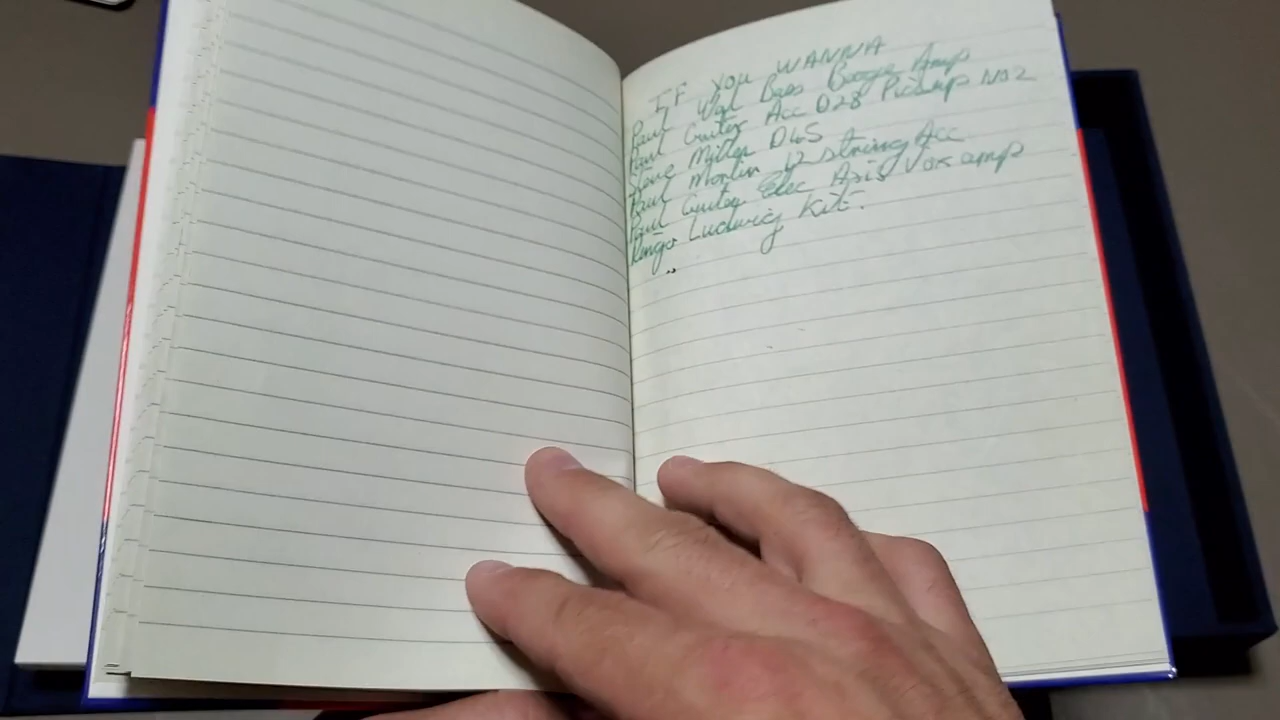 IF YOU WANNA
Paul Wal Bass Boogie Amp
Paul Guitar Acc D28 Pickup No2
Steve Miller D45
Paul Martin 12 string Acc
Paul Guitar Elec Vox amp
Ringo Ludwig Kit.